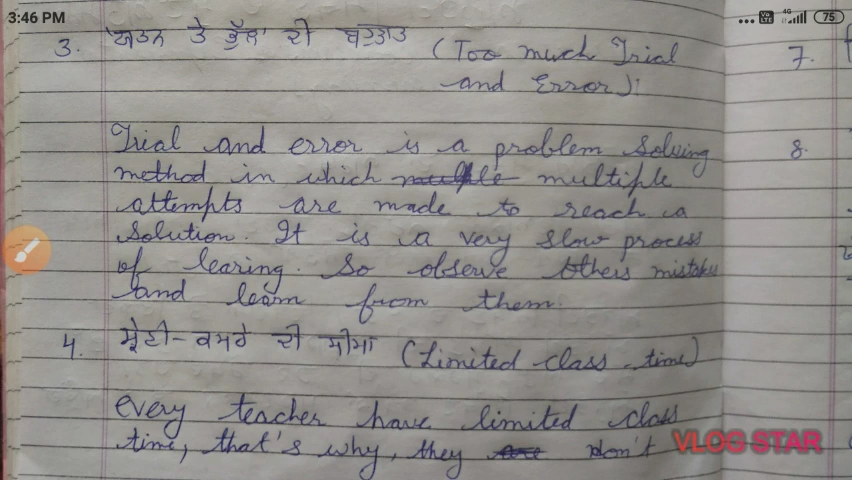 3:46 PM
4G 75
3. 'ਯਤਨ ਤੇ ਭੁੱਲ' ਦੀ ਬਹੁਤਾਤ (Too much Trial
and Error):
7.
Trial and error is a problem solving
8.
method in which multiple
attempts are made to reach a
solution. It is a very slow process
of learing. So observe others mistakes
and learn from them.
4. ਸ਼੍ਰੇਣੀ-ਕਮਰੇ ਦੀ ਸੀਮਾ (Limited class-time)
every teacher have limited class
time, that's why, they don't
VLOG STAR